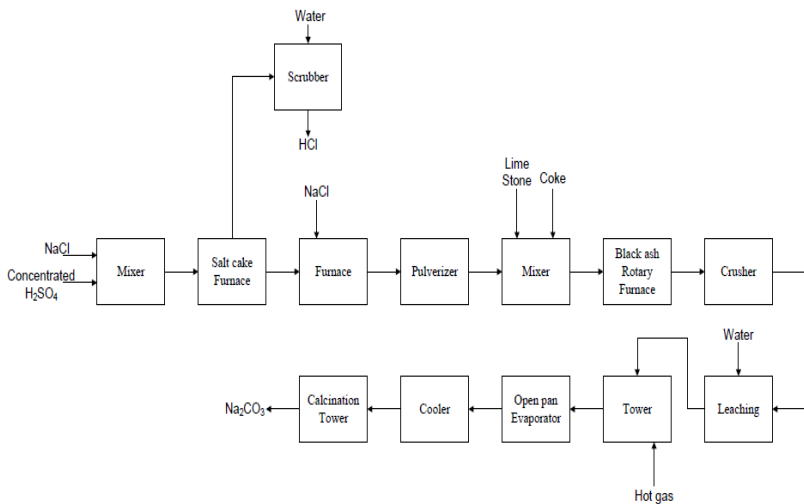 Water
Scrubber
HCl
Lime
Stone
Coke
NaCl
NaCl
Concentrated
H₂SO₄
Mixer
Salt cake
Furnace
Furnace
Pulverizer
Mixer
Black ash
Rotary
Furnace
Crusher
Water
Na₂CO₃
Calcination
Tower
Cooler
Open pan
Evaporator
Tower
Leaching
Hot gas